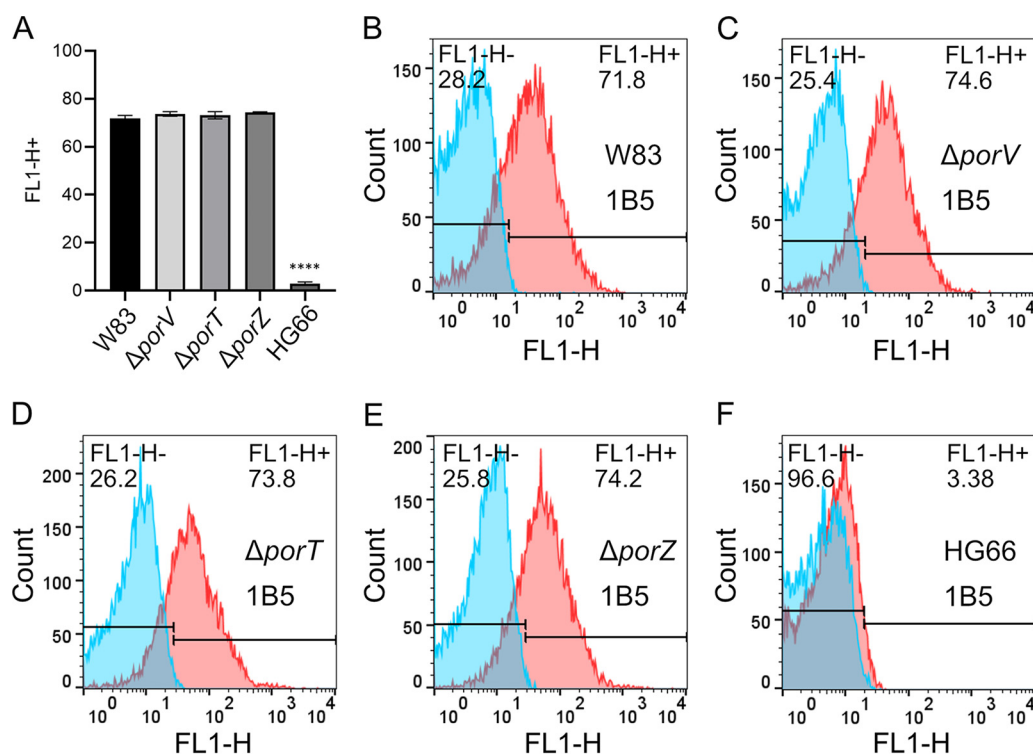 A
FL1-H+
100
80
60
40
20
0
****
W83
ΔporV
ΔporT
ΔporZ
HG66
B
FL1-H-
28.2
FL1-H+
71.8
W83
1B5
Count
150
100
50
0
10^0
10^1
10^2
10^3
10^4
FL1-H
C
FL1-H-
25.4
FL1-H+
74.6
ΔporV
1B5
Count
150
100
50
0
10^0
10^1
10^2
10^3
10^4
FL1-H
D
FL1-H-
26.2
FL1-H+
73.8
ΔporT
1B5
Count
200
150
100
50
0
10^0
10^1
10^2
10^3
10^4
FL1-H
E
FL1-H-
25.8
FL1-H+
74.2
ΔporZ
1B5
Count
200
150
100
50
0
10^0
10^1
10^2
10^3
10^4
FL1-H
F
FL1-H-
96.6
FL1-H+
3.38
HG66
1B5
Count
150
100
50
0
10^0
10^1
10^2
10^3
10^4
FL1-H